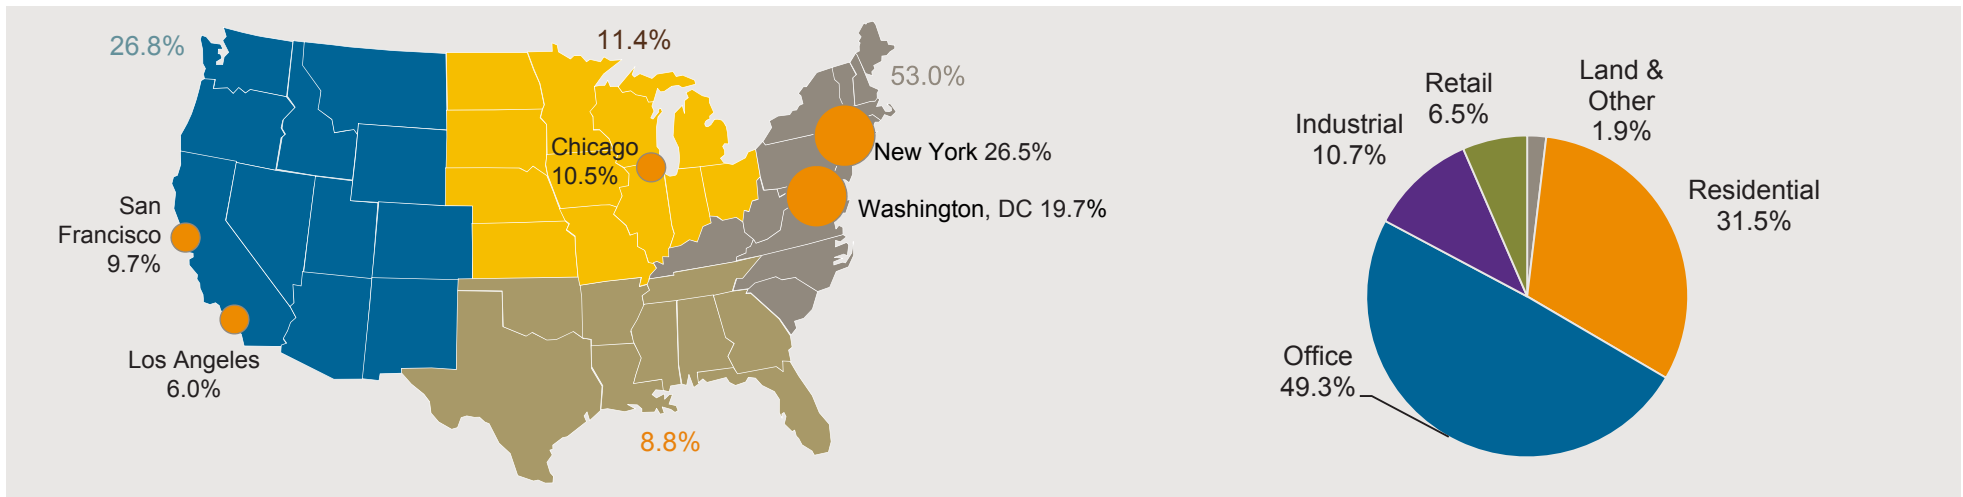 26.8%
11.4%
53.0%
Chicago
10.5%
New York 26.5%
Washington, DC 19.7%
San
Francisco
9.7%
Los Angeles
6.0%
8.8%
Land &
Other
1.9%
Retail
6.5%
Industrial
10.7%
Residential
31.5%
Office
49.3%